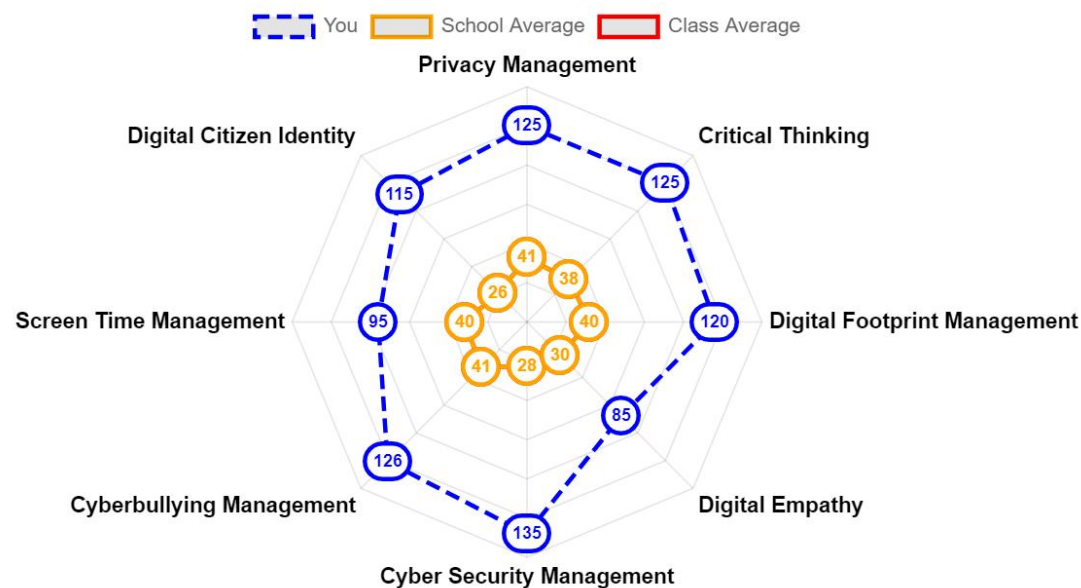 You School Average Class Average
Privacy Management
Digital Citizen Identity
Critical Thinking
125
115
125
41
26
38
Screen Time Management
95
40
40
120
Digital Footprint Management
41
28
30
85
126
Cyberbullying Management
135
Digital Empathy
Cyber Security Management